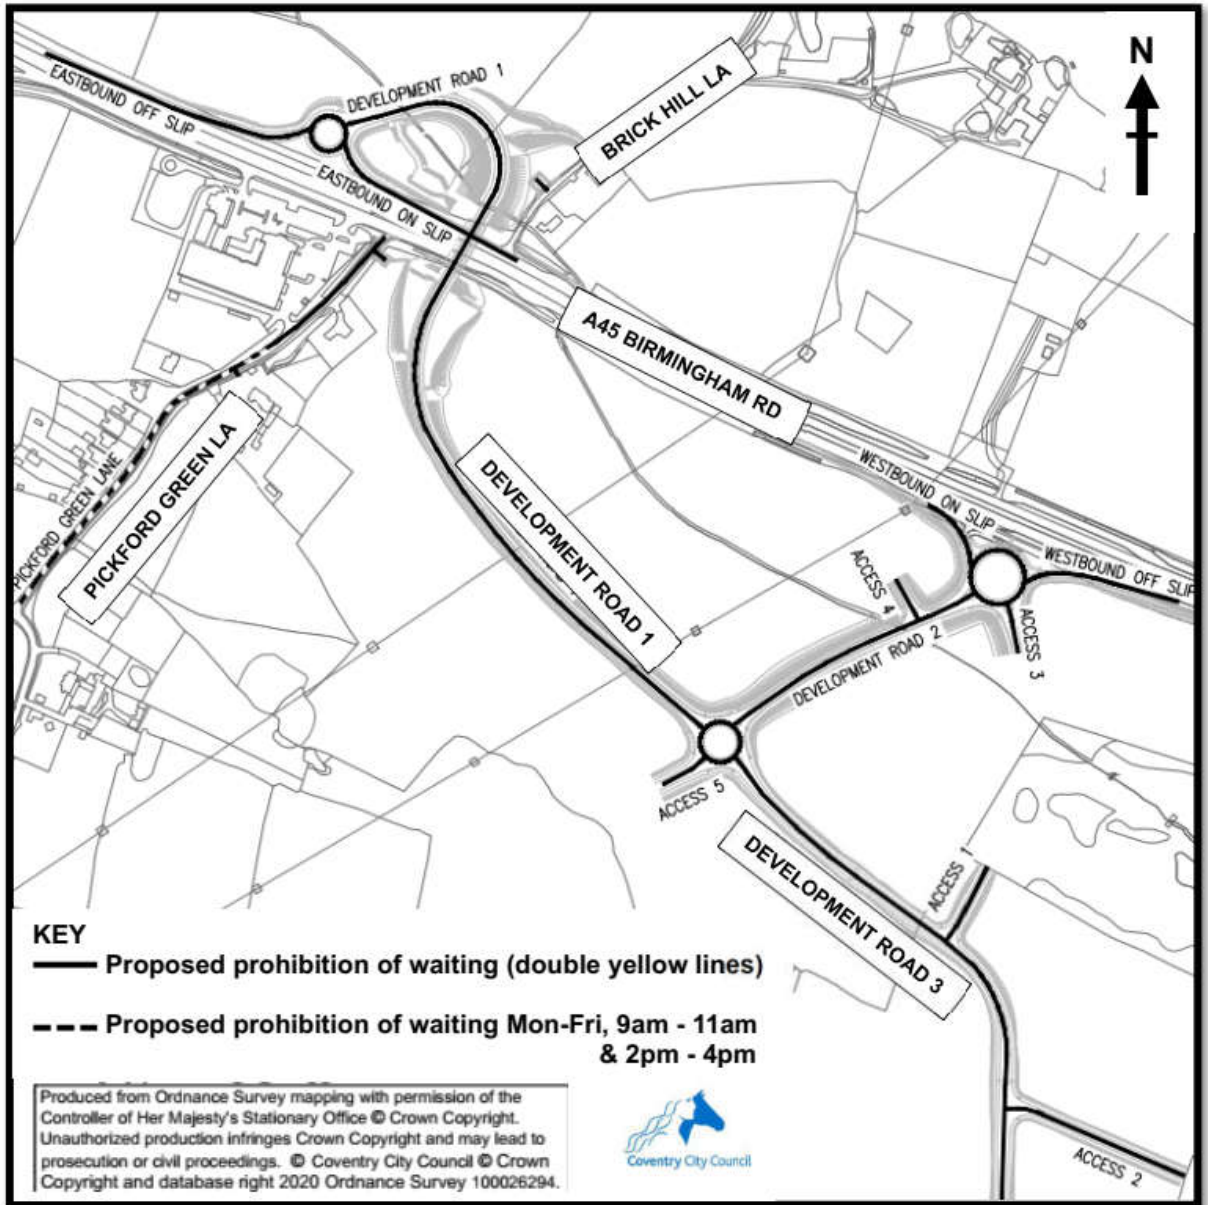 N
EASTBOUND OFF SLIP
DEVELOPMENT ROAD 1
BRICK HILL LA
EASTBOUND ON SLIP
A45 BIRMINGHAM RD
PICKFORD GREEN LANE
PICKFORD GREEN LA
DEVELOPMENT ROAD 1
WESTBOUND ON SLIP
WESTBOUND OFF SLIP
ACCESS 4
ACCESS 3
DEVELOPMENT ROAD 2
ACCESS 5
DEVELOPMENT ROAD 3
ACCESS 1
ACCESS 2
KEY
Proposed prohibition of waiting (double yellow lines)
Proposed prohibition of waiting Mon-Fri, 9am - 11am
& 2pm - 4pm
Produced from Ordnance Survey mapping with permission of the
Controller of Her Majesty's Stationary Office © Crown Copyright.
Unauthorized production infringes Crown Copyright and may lead to
prosecution or civil proceedings. © Coventry City Council © Crown
Copyright and database right 2020 Ordnance Survey 100026294.
Coventry City Council